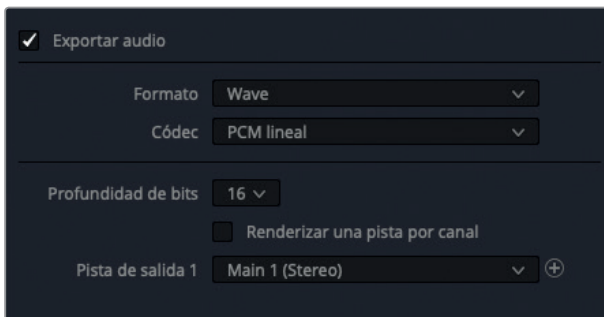 Exportar audio
Formato Wave
Códec PCM lineal
Profundidad de bits 16
Renderizar una pista por canal
Pista de salida 1 Main 1 (Stereo)